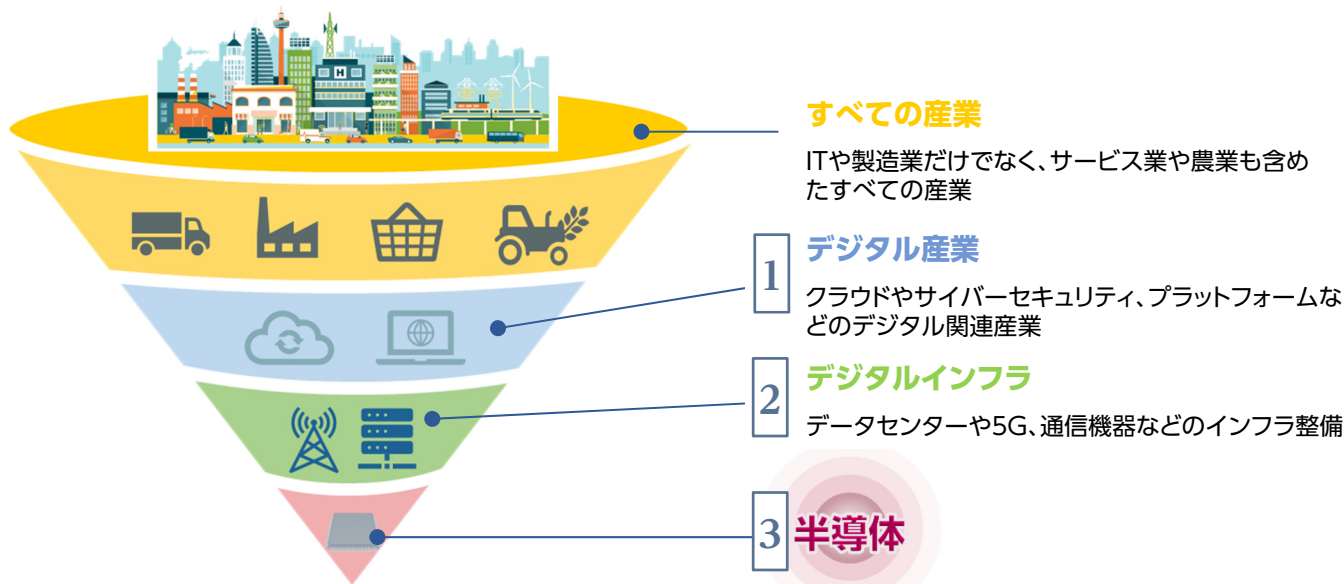 H
すべての産業
ITや製造業だけでなく、サービス業や農業も含め
たすべての産業
1
デジタル産業
クラウドやサイバーセキュリティ、プラットフォームな
どのデジタル関連産業
2
デジタルインフラ
データセンターや5G、通信機器などのインフラ整備
3
半導体